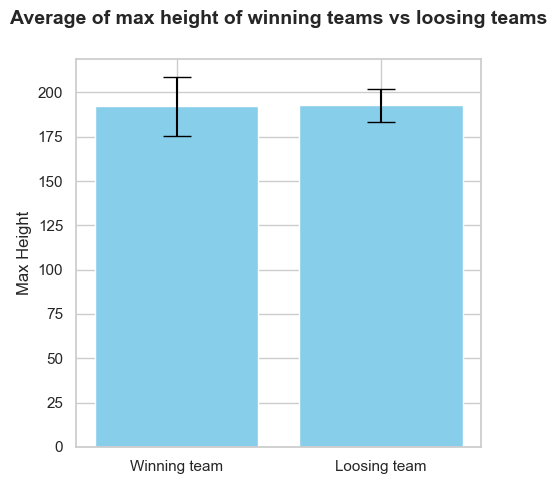 Average of max height of winning teams vs loosing teams
Max Height
200
175
150
125
100
75
50
25
0
Winning team
Loosing team